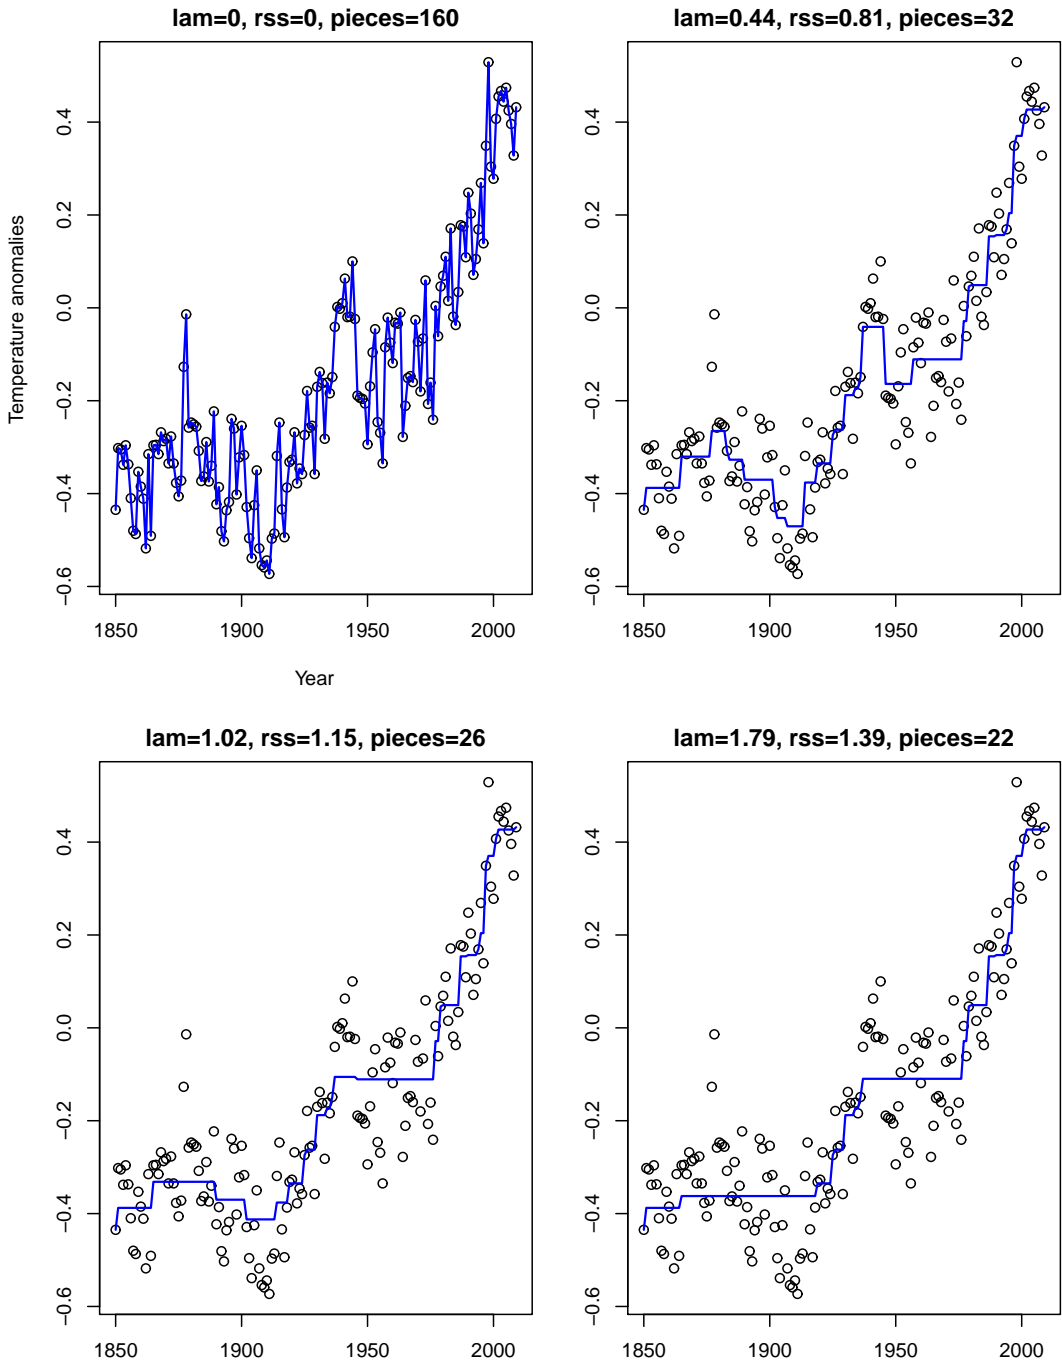 lam=0, rss=0, pieces=160
Temperature anomalies
0.4
0.2
0.0
−0.2
−0.4
−0.6
1850 1900 1950 2000
Year
lam=0.44, rss=0.81, pieces=32
0.4
0.2
0.0
−0.2
−0.4
−0.6
1850 1900 1950 2000
lam=1.02, rss=1.15, pieces=26
0.4
0.2
0.0
−0.2
−0.4
−0.6
1850 1900 1950 2000
lam=1.79, rss=1.39, pieces=22
0.4
0.2
0.0
−0.2
−0.4
−0.6
1850 1900 1950 2000